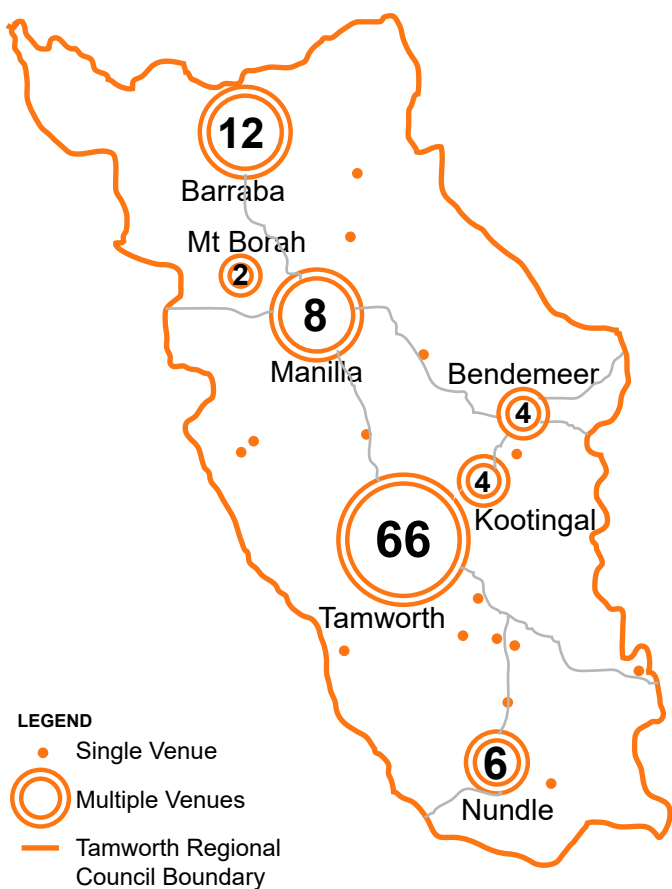 12
Barraba
Mt Borah
2
8
Manilla
Bendemeer
4
4
Kootingal
66
Tamworth
6
Nundle
LEGEND
Single Venue
Multiple Venues
Tamworth Regional
Council Boundary